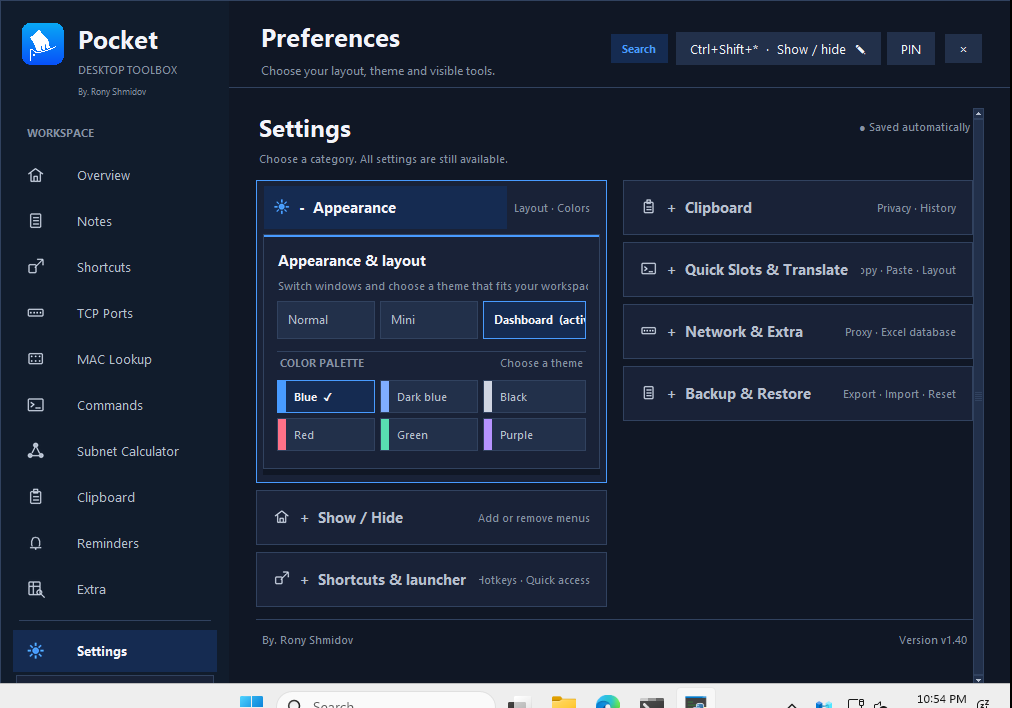 Pocket
DESKTOP TOOLBOX
By. Rony Shmidov
WORKSPACE
Overview
Notes
Shortcuts
TCP Ports
MAC Lookup
Commands
Subnet Calculator
Clipboard
Reminders
Extra
Settings
Preferences
Choose your layout, theme and visible tools.
Search
Ctrl+Shift+* · Show / hide
PIN
×
Settings
Choose a category. All settings are still available.
● Saved automatically
- Appearance
Layout · Colors
Appearance & layout
Switch windows and choose a theme that fits your
Normal
Mini
Dashboard
COLOR PALETTE
Choose a theme
Blue ✓
Dark blue
Black
Red
Green
Purple
+ Show / Hide
Add or remove menus
+ Shortcuts & launcher
Hotkeys · Quick access
+ Clipboard
Privacy · History
+ Quick Slots & Translate
· Paste · Layout
+ Network & Extra
Proxy · Excel database
+ Backup & Restore
Export · Import · Reset
By. Rony Shmidov
Version v1.40
Search
10:54 PM